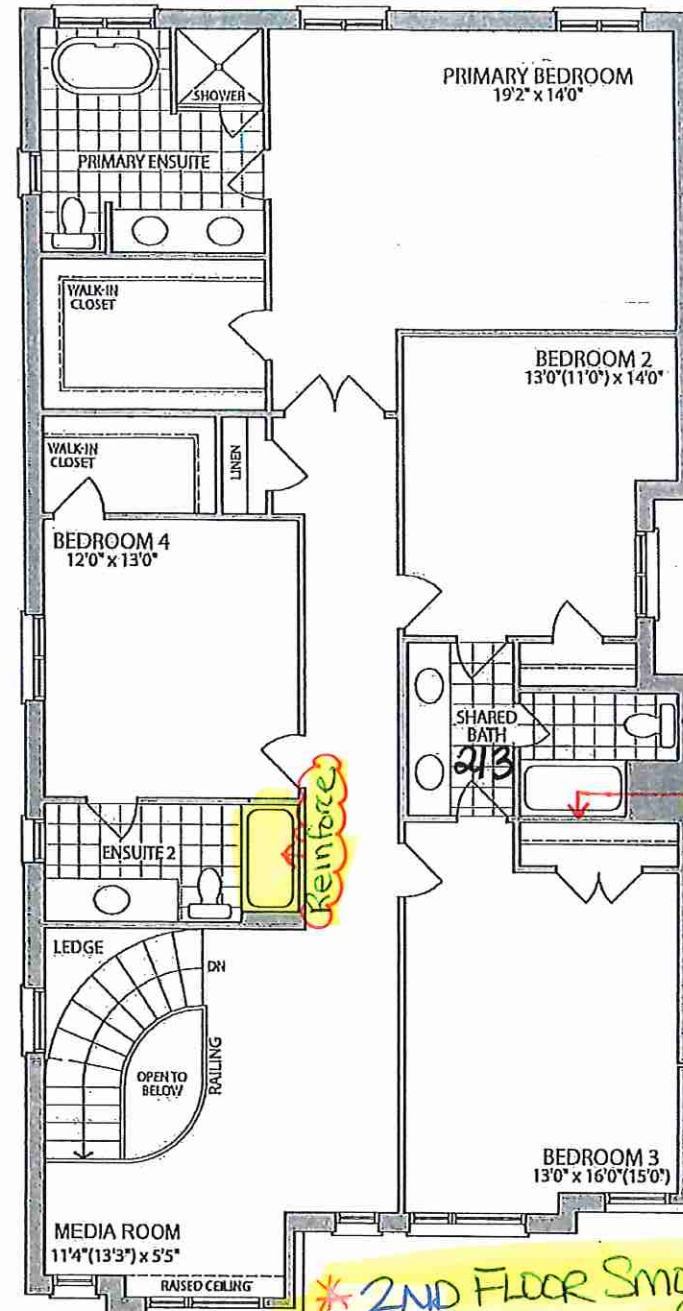 SHOWER
PRIMARY BEDROOM
19'2" x 14'0"
PRIMARY ENSUITE
WALK-IN
CLOSET
BEDROOM 2
13'0"(11'0") x 14'0"
WALK-IN
CLOSET
LINEN
BEDROOM 4
12'0" x 13'0"
SHARED
BATH
213
Reinforce
ENSUITE 2
LEDGE
DN
RAILING
OPEN TO
BELOW
BEDROOM 3
13'0" x 16'0"(15'0")
MEDIA ROOM
11'4"(13'3") x 5'5"
RAISED CEILING
* 2ND FLOOR